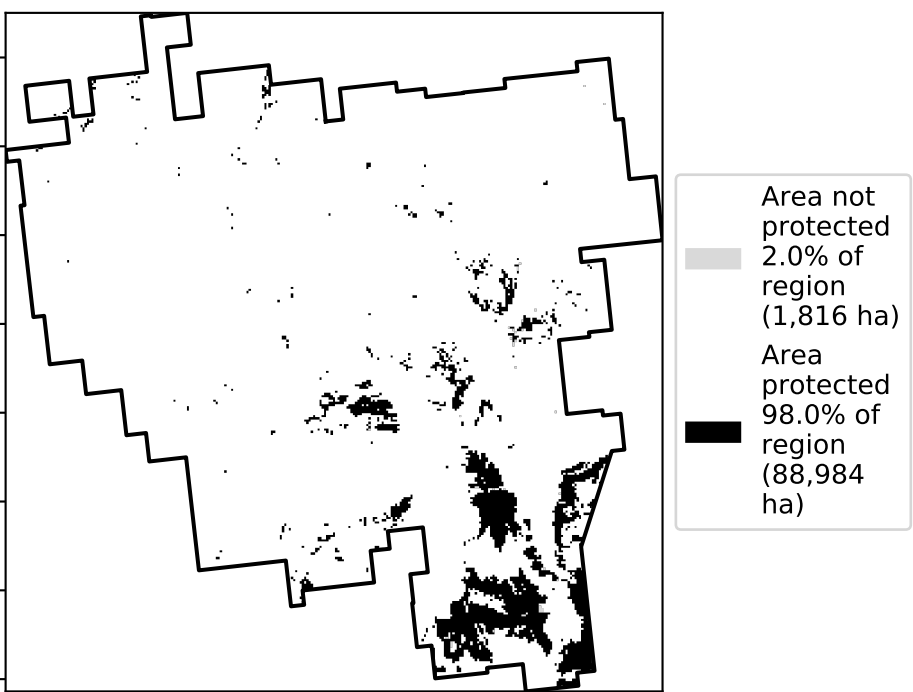 Area not
protected
2.0% of
region
(1,816 ha)
Area
protected
98.0% of
region
(88,984
ha)